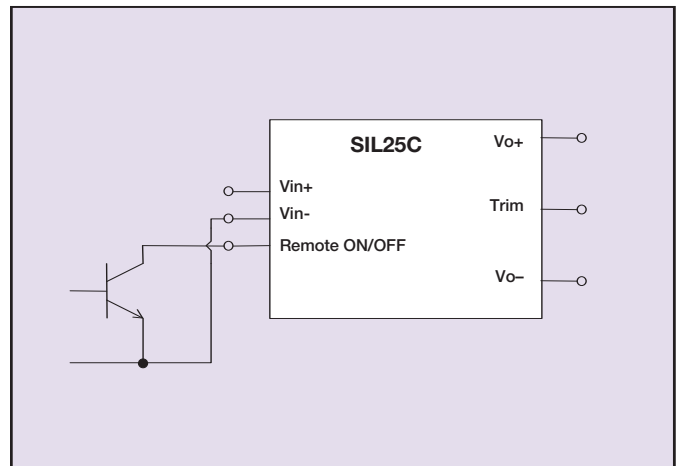 SIL25C
Vin+
Vin-
Remote ON/OFF
Vo+
Trim
Vo–